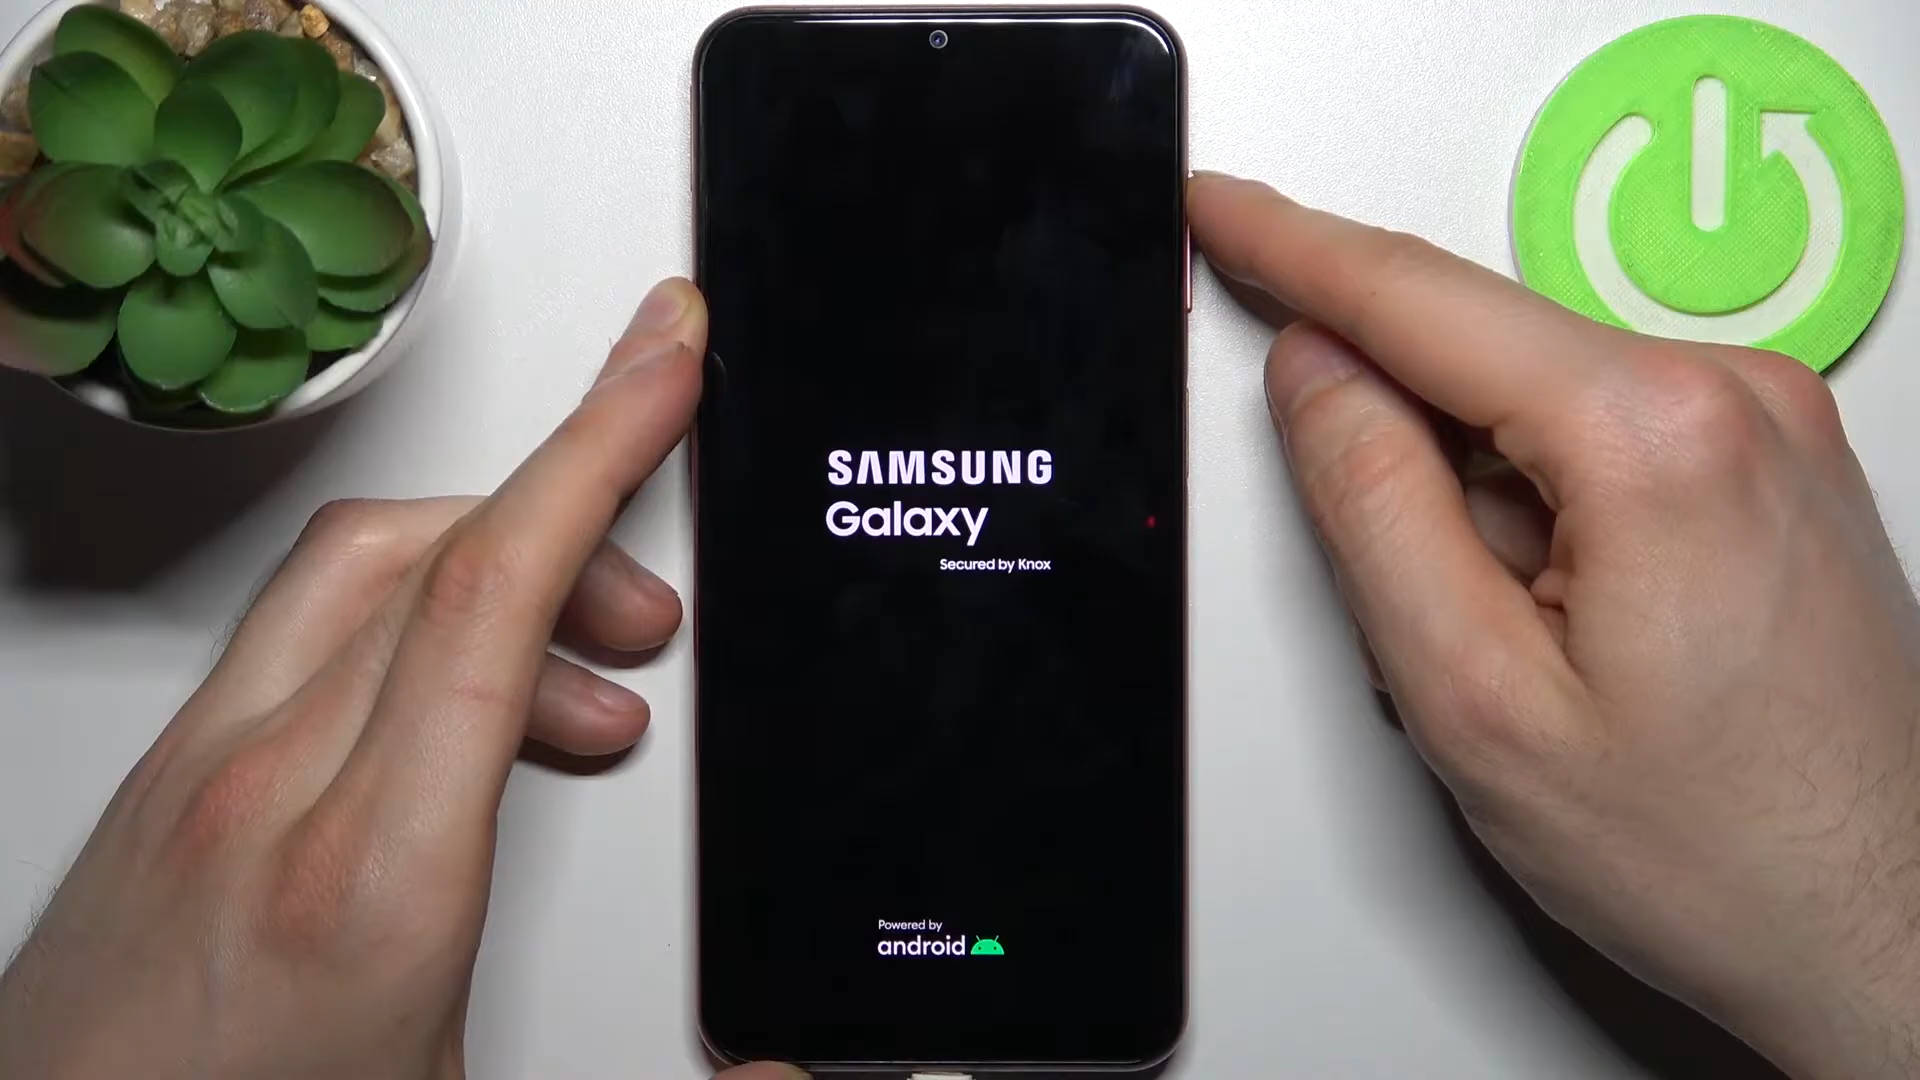 SAMSUNG
Galaxy
Secured by Knox
Powered by
android